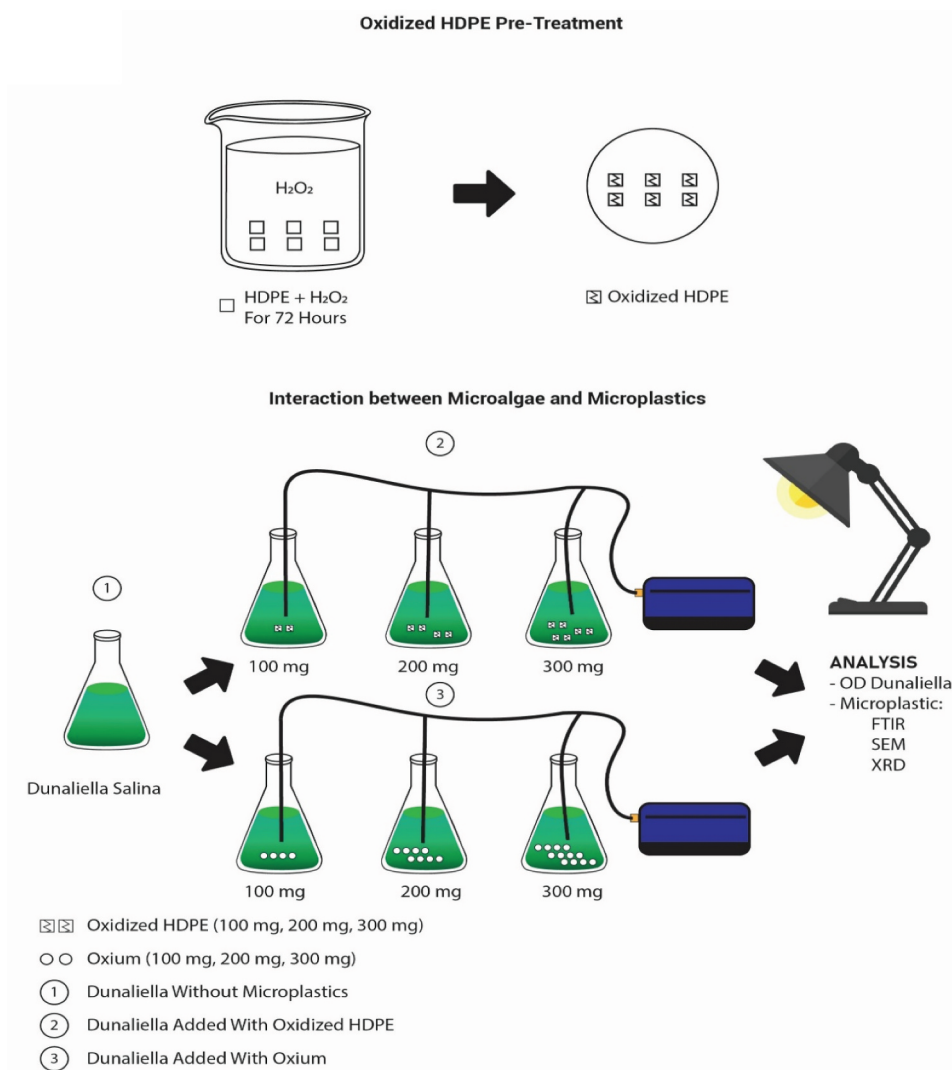 Oxidized HDPE Pre-Treatment
H₂O₂
HDPE + H₂O₂
For 72 Hours
Oxidized HDPE
Interaction between Microalgae and Microplastics
2
1
100 mg
200 mg
300 mg
3
Dunaliella Salina
ANALYSIS
- OD Dunaliella
- Microplastic:
FTIR
SEM
XRD
100 mg
200 mg
300 mg
Oxidized HDPE (100 mg, 200 mg, 300 mg)
Oxium (100 mg, 200 mg, 300 mg)
1 Dunaliella Without Microplastics
2 Dunaliella Added With Oxidized HDPE
3 Dunaliella Added With Oxium